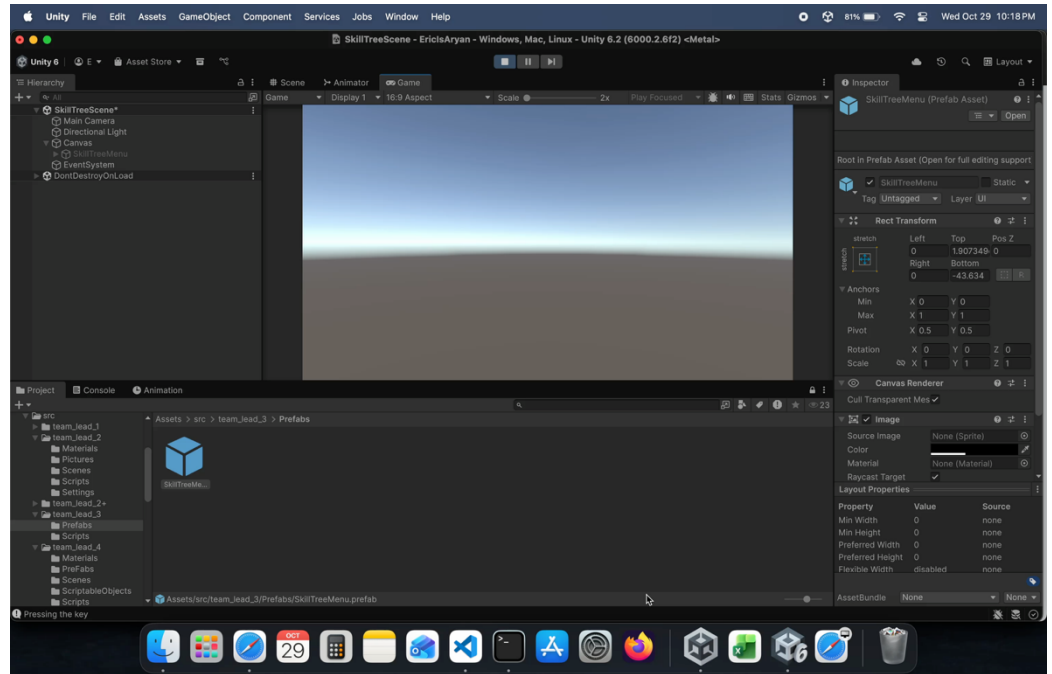 Unity File Edit Assets GameObject Component Services Jobs Window Help 81% Wed Oct 29 10:18 PM
SkillTreeScene - EricIsAryan - Windows, Mac, Linux - Unity 6.2 (6000.2.6f2) <Metal>
Unity 6 E Asset Store Layout
Hierarchy
All
SkillTreeScene*
Main Camera
Directional Light
Canvas
SkillTreeMenu
EventSystem
DontDestroyOnLoad
Scene Animator Game
Game Display 1 16:9 Aspect Scale 2x Play Focused Stats Gizmos
Inspector
SkillTreeMenu (Prefab Asset)
Open
Root in Prefab Asset (Open for full editing support
SkillTreeMenu Static
Tag Untagged Layer UI
Rect Transform
stretch Left Top Pos Z
stretch
0 1.907349- 0
Right Bottom
0 -43.634 R
Anchors
Min X 0 Y 0
Max X 1 Y 1
Pivot X 0.5 Y 0.5
Rotation X 0 Y 0 Z 0
Scale X 1 Y 1 Z 1
Canvas Renderer
Cull Transparent Mes
Image
Source Image None (Sprite)
Color
Material None (Material)
Raycast Target
Layout Properties
Property Value Source
Min Width 0 none
Min Height 0 none
Preferred Width 0 none
Preferred Height 0 none
Flexible Width disabled none
AssetBundle None None
Project Console Animation
23
src
team_lead_1
team_lead_2
Materials
Pictures
Scenes
Scripts
Settings
team_lead_2+
team_lead_3
Prefabs
Scripts
team_lead_4
Materials
PreFabs
Scenes
ScriptableObjects
Scripts
Assets > src > team_lead_3 > Prefabs
SkillTreeMe...
Assets/src/team_lead_3/Prefabs/SkillTreeMenu.prefab
Pressing the key
OCT
29
6